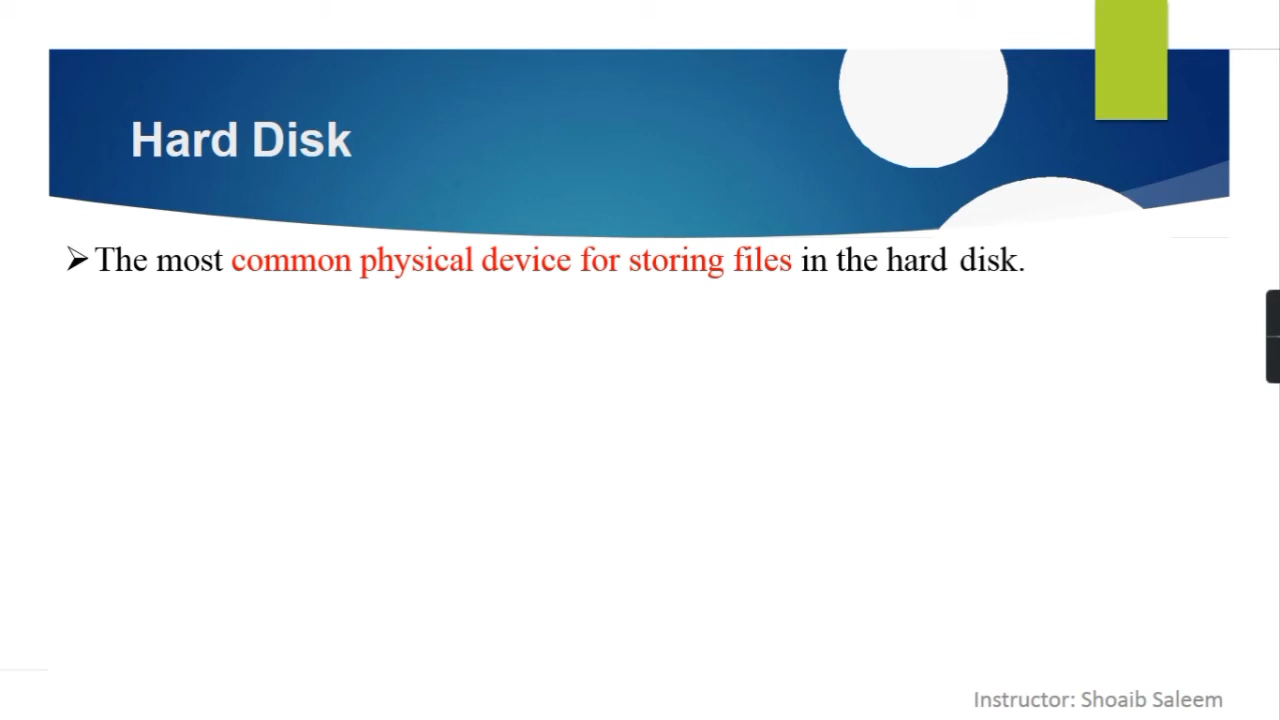 Hard Disk
➢ The most common physical device for storing files in the hard disk.
Instructor: Shoaib Saleem